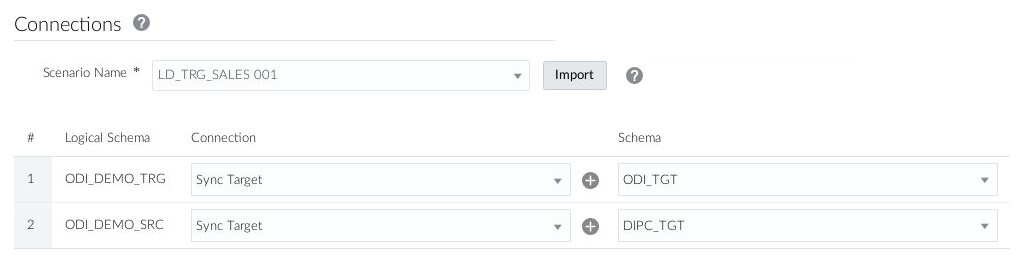 Connections ?
Scenario Name * LD_TRG_SALES 001 Import ?
# Logical Schema Connection Schema
1 ODI_DEMO_TRG Sync Target ODI_TGT
2 ODI_DEMO_SRC Sync Target DIPC_TGT